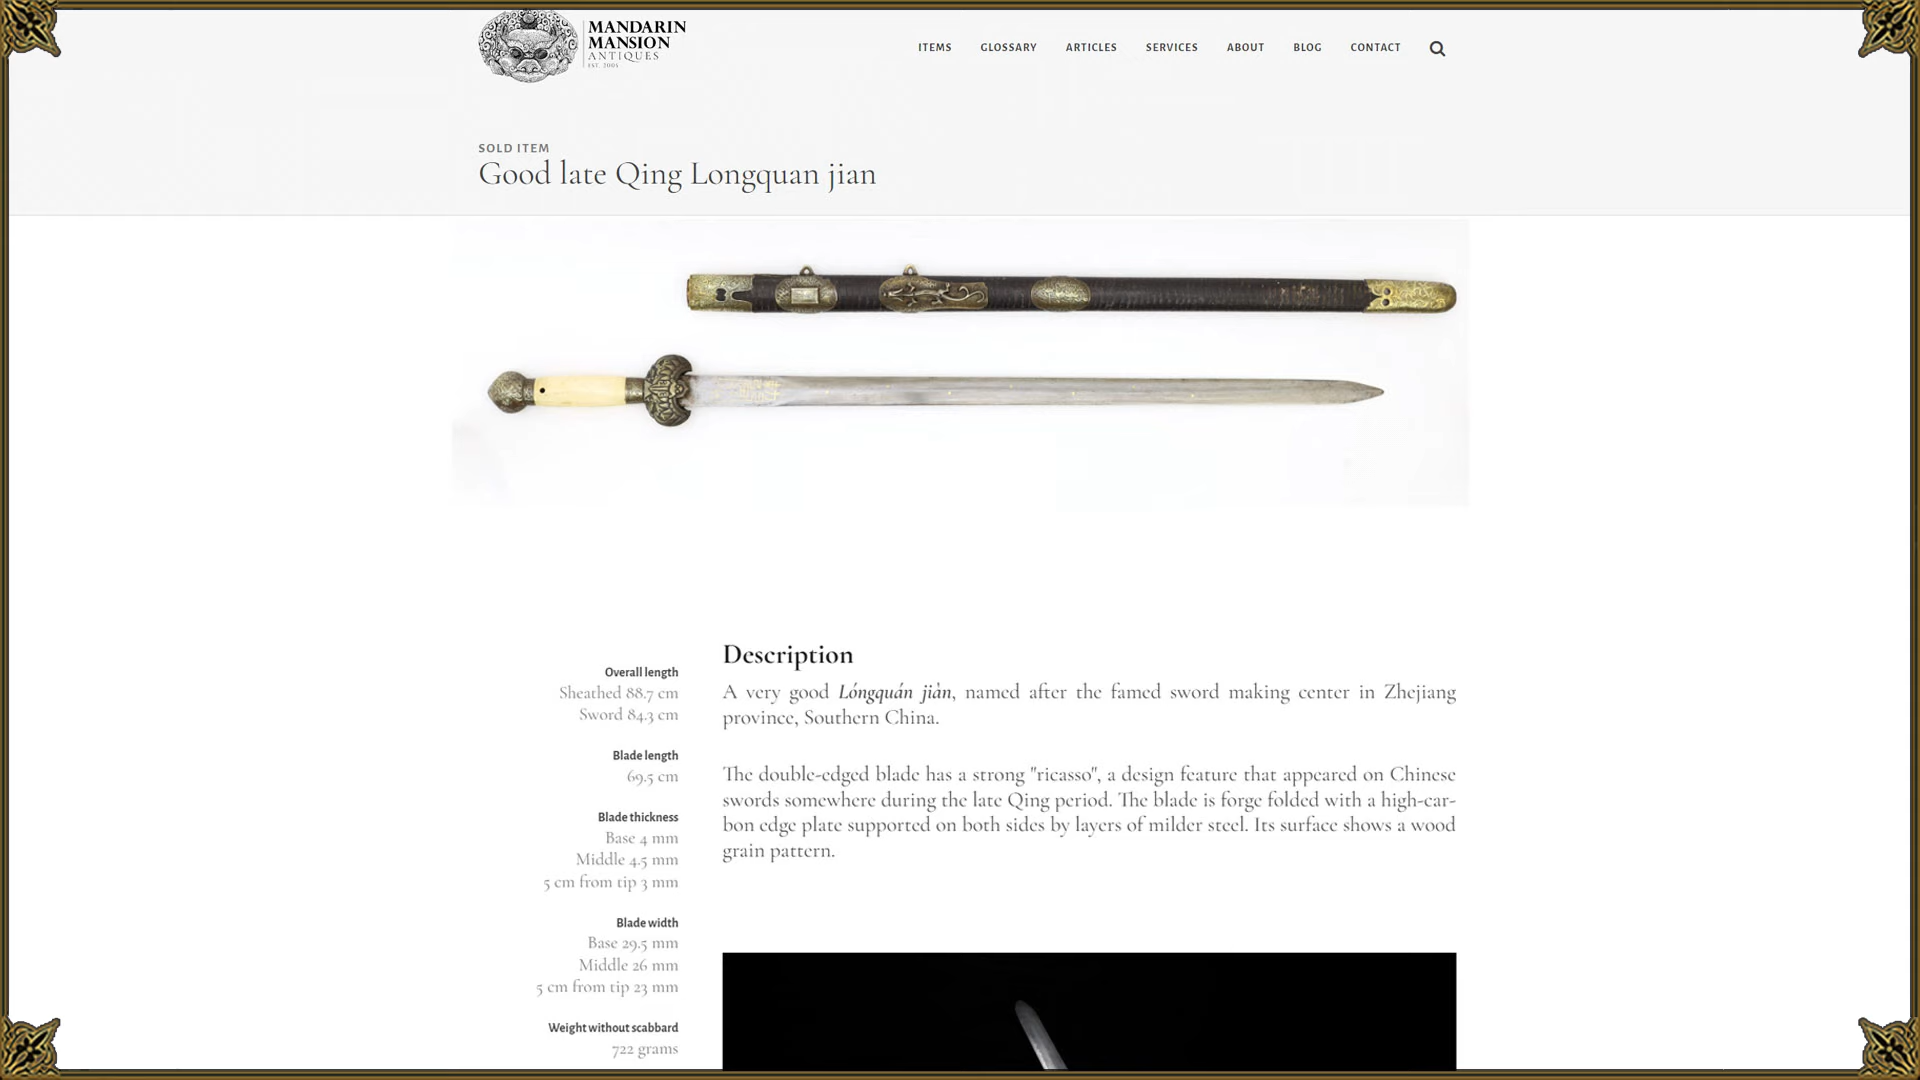 MANDARIN
MANSION
ANTIQUES
EST. 2005
ITEMS GLOSSARY ARTICLES SERVICES ABOUT BLOG CONTACT
SOLD ITEM
Good late Qing Longquan jian
Overall length
Sheathed 88.7 cm
Sword 84.3 cm
Blade length
69.5 cm
Blade thickness
Base 4 mm
Middle 4.5 mm
5 cm from tip 3 mm
Blade width
Base 29.5 mm
Middle 26 mm
5 cm from tip 23 mm
Weight without scabbard
722 grams
Description
A very good Lóngquán jiàn, named after the famed sword making center in Zhejiang
province, Southern China.
The double-edged blade has a strong "ricasso", a design feature that appeared on Chinese
swords somewhere during the late Qing period. The blade is forge folded with a high-car-
bon edge plate supported on both sides by layers of milder steel. Its surface shows a wood
grain pattern.